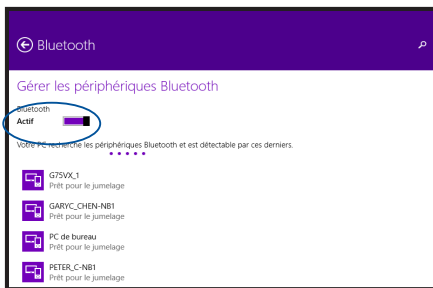 Bluetooth
Gérer les périphériques Bluetooth
Bluetooth
Actif
Votre PC recherche les périphériques Bluetooth et est détectable par ces derniers.
G75VX_1
Prêt pour le jumelage
GARYC_CHEN-NB1
Prêt pour le jumelage
PC de bureau
Prêt pour le jumelage
PETER_C-NB1
Prêt pour le jumelage